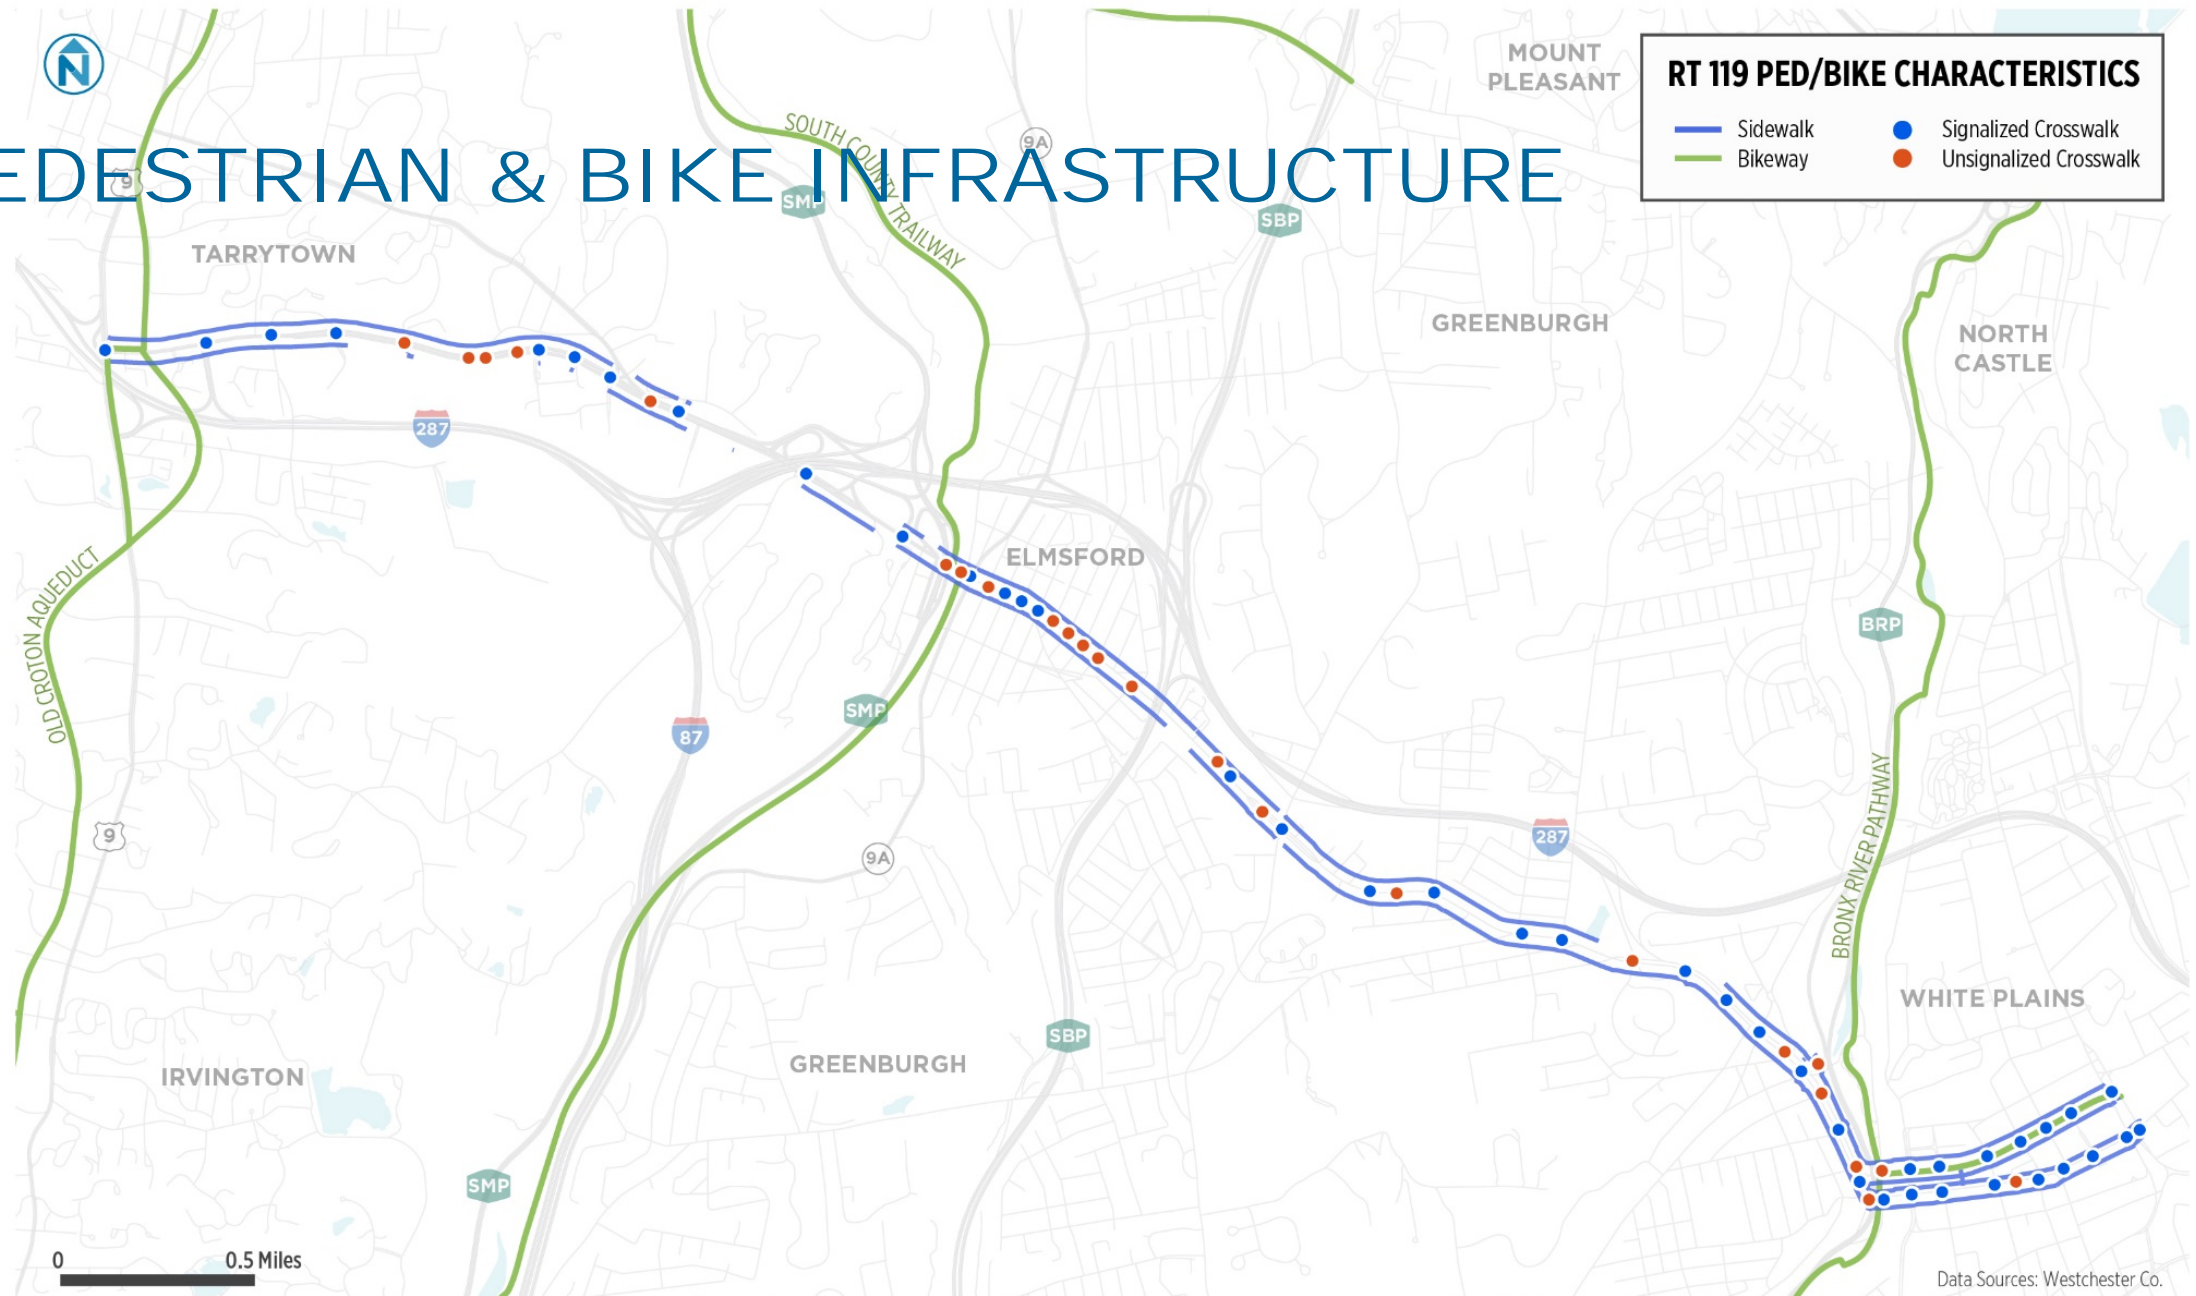 N
MOUNT
PLEASANT
RT 119 PED/BIKE CHARACTERISTICS
Sidewalk
Signalized Crosswalk
Bikeway
Unsignalized Crosswalk
SOUTH COUNTY TRAILWAY
9A
EDESTRIAN & BIKE INFRASTRUCTURE
9
SMP
SBP
TARRYTOWN
GREENBURGH
NORTH
CASTLE
287
ELMSFORD
OLD CROTON AQUEDUCT
BRP
SMP
87
BRONX RIVER PATHWAY
9
287
9A
WHITE PLAINS
SBP
GREENBURGH
IRVINGTON
SMP
0 0.5 Miles
Data Sources: Westchester Co.